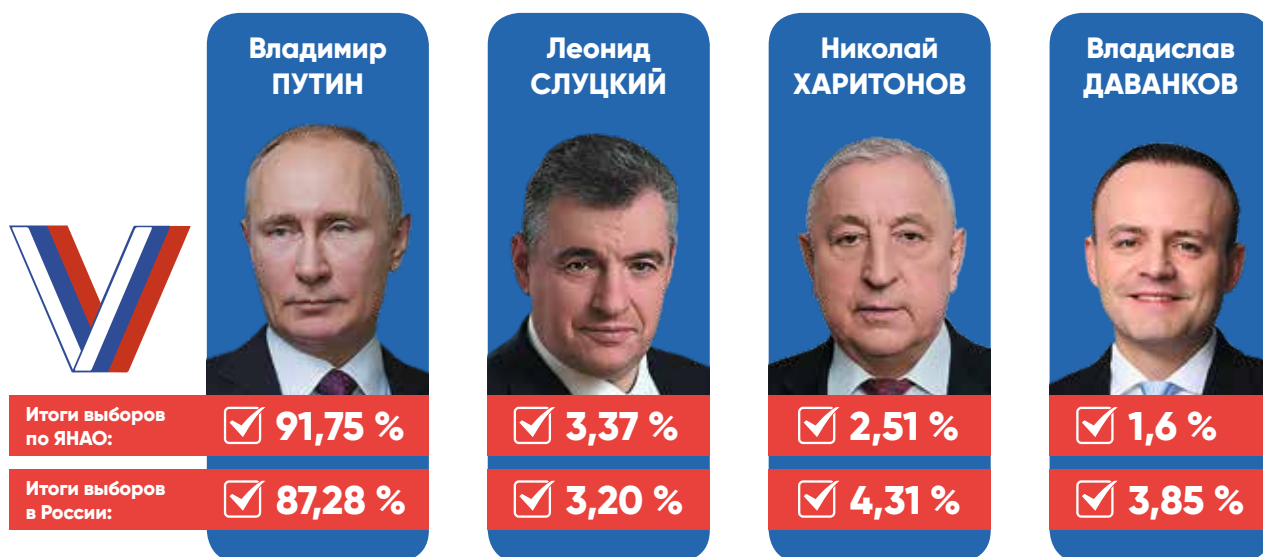 Владимир
ПУТИН
Леонид
СЛУЦКИЙ
Николай
ХАРИТОНОВ
Владислав
ДАВАНКОВ
Итоги выборов
по ЯНАО:
91,75 %
3,37 %
2,51 %
1,6 %
Итоги выборов
в России:
87,28 %
3,20 %
4,31 %
3,85 %